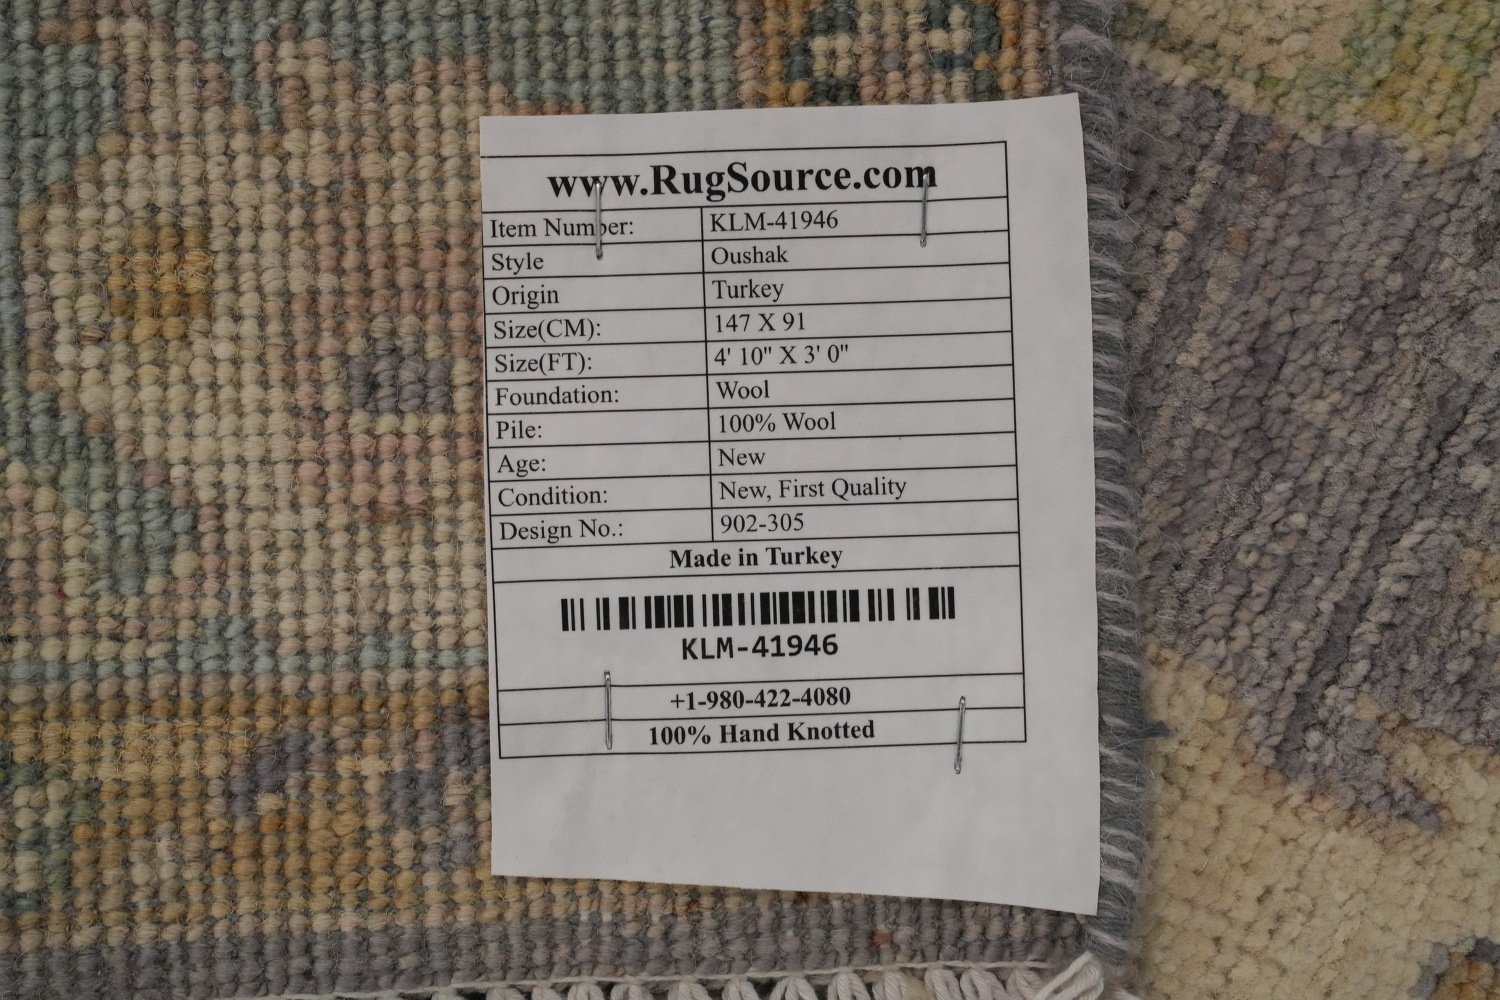 www.RugSource.com
Item Number: KLM-41946
Style Oushak
Origin Turkey
Size(CM): 147 X 91
Size(FT): 4' 10" X 3' 0"
Foundation: Wool
Pile: 100% Wool
Age: New
Condition: New, First Quality
Design No.: 902-305
Made in Turkey
KLM-41946
+1-980-422-4080
100% Hand Knotted